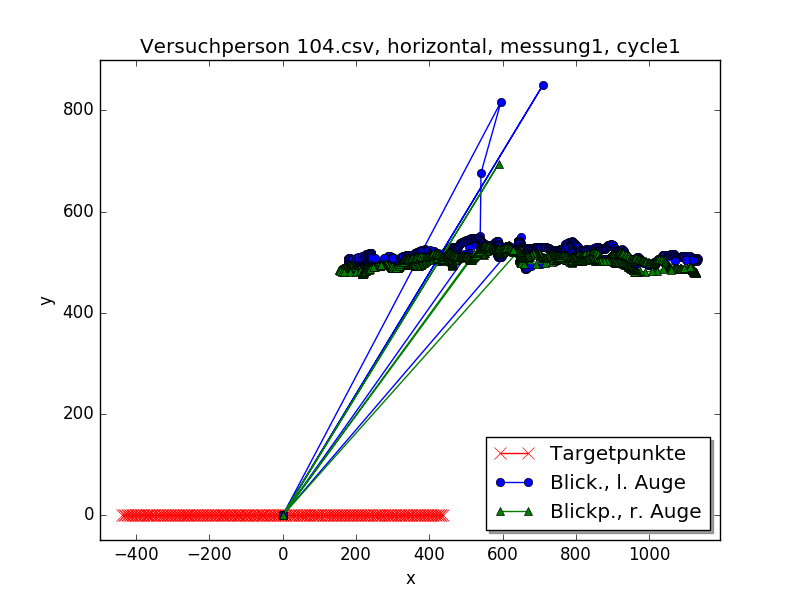 Versuchperson 104.csv, horizontal, messung1, cycle1
800
600
400
200
0
y
−400
−200
0
200
400
600
800
1000
x
Targetpunkte
Blick., l. Auge
Blickp., r. Auge